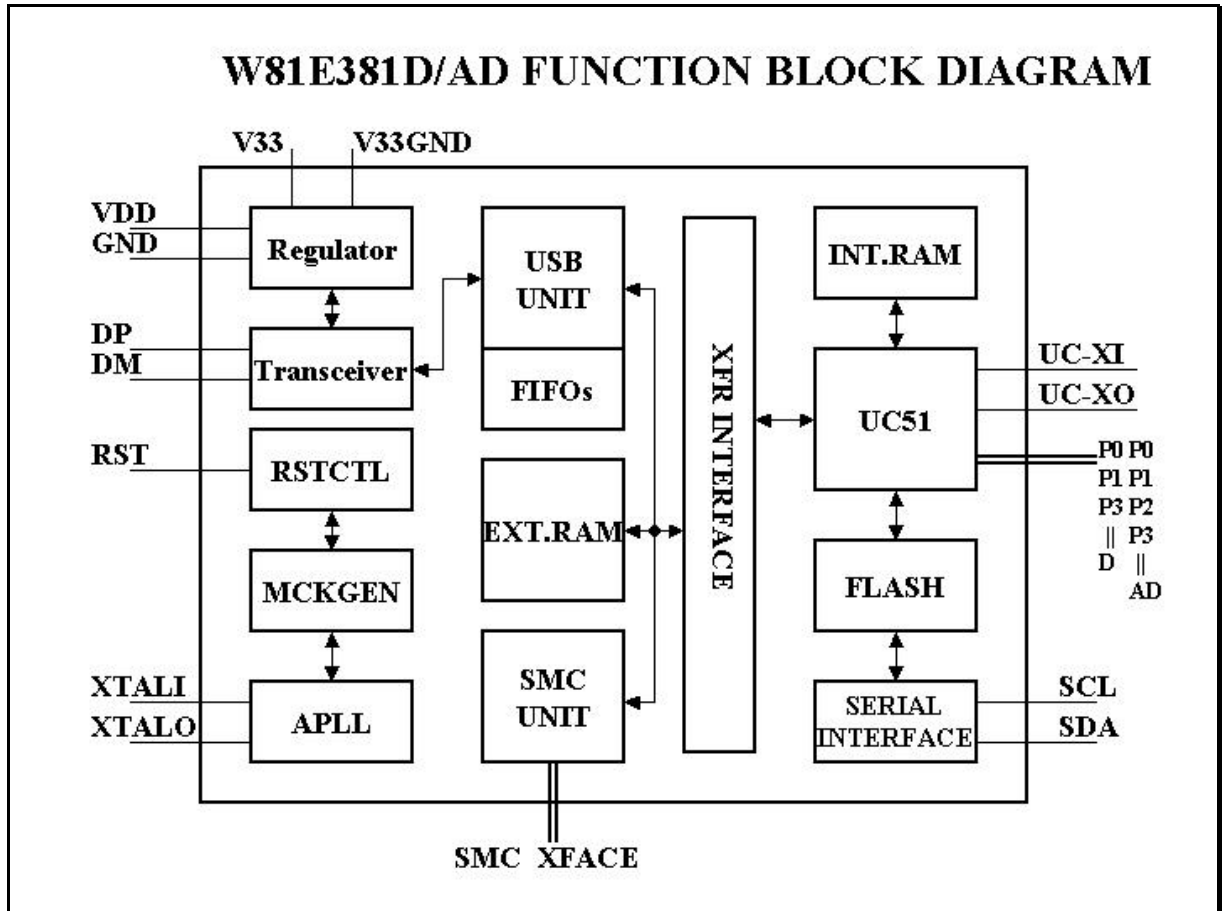 W81E381D/AD FUNCTION BLOCK DIAGRAM
V33
V33GND
VDD
GND
Regulator
USB
UNIT
INT.RAM
DP
DM
Transceiver
FIFOs
XFR INTERFACE
UC51
UC-XI
UC-XO
RST
RSTCTL
P0 P0
P1 P1
P3 P2
|| P3
D ||
AD
EXT.RAM
MCKGEN
FLASH
XTALI
XTALO
APLL
SMC
UNIT
SERIAL
INTERFACE
SCL
SDA
SMC XFACE